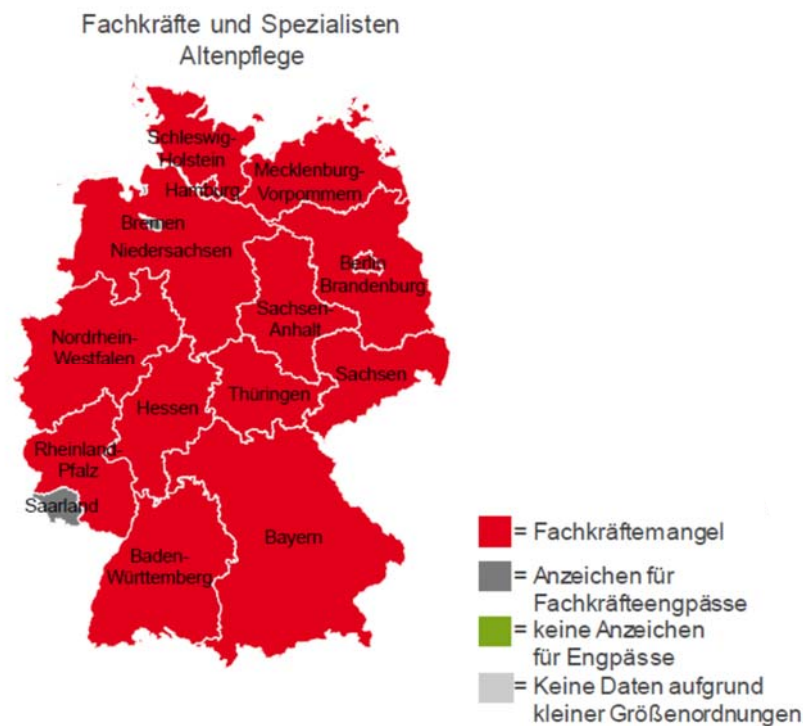 Fachkräfte und Spezialisten
Altenpflege
Schleswig-
Holstein
Mecklenburg-
Vorpommern
Hamburg
Bremen
Niedersachsen
Berlin
Brandenburg
Sachsen-
Anhalt
Nordrhein-
Westfalen
Sachsen
Thüringen
Hessen
Rheinland-
Pfalz
Saarland
Bayern
Baden-
Württemberg
= Fachkräftemangel
= Anzeichen für
Fachkräfteengpässe
= keine Anzeichen
für Engpässe
= Keine Daten aufgrund
kleiner Größenordnungen